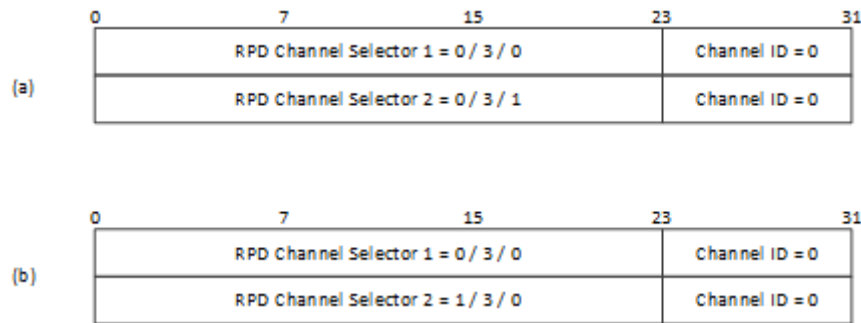 0 7 15 23 31
RPD Channel Selector 1 = 0 / 3 / 0 Channel ID = 0
(a)
RPD Channel Selector 2 = 0 / 3 / 1 Channel ID = 0
0 7 15 23 31
RPD Channel Selector 1 = 0 / 3 / 0 Channel ID = 0
(b)
RPD Channel Selector 2 = 1 / 3 / 0 Channel ID = 0